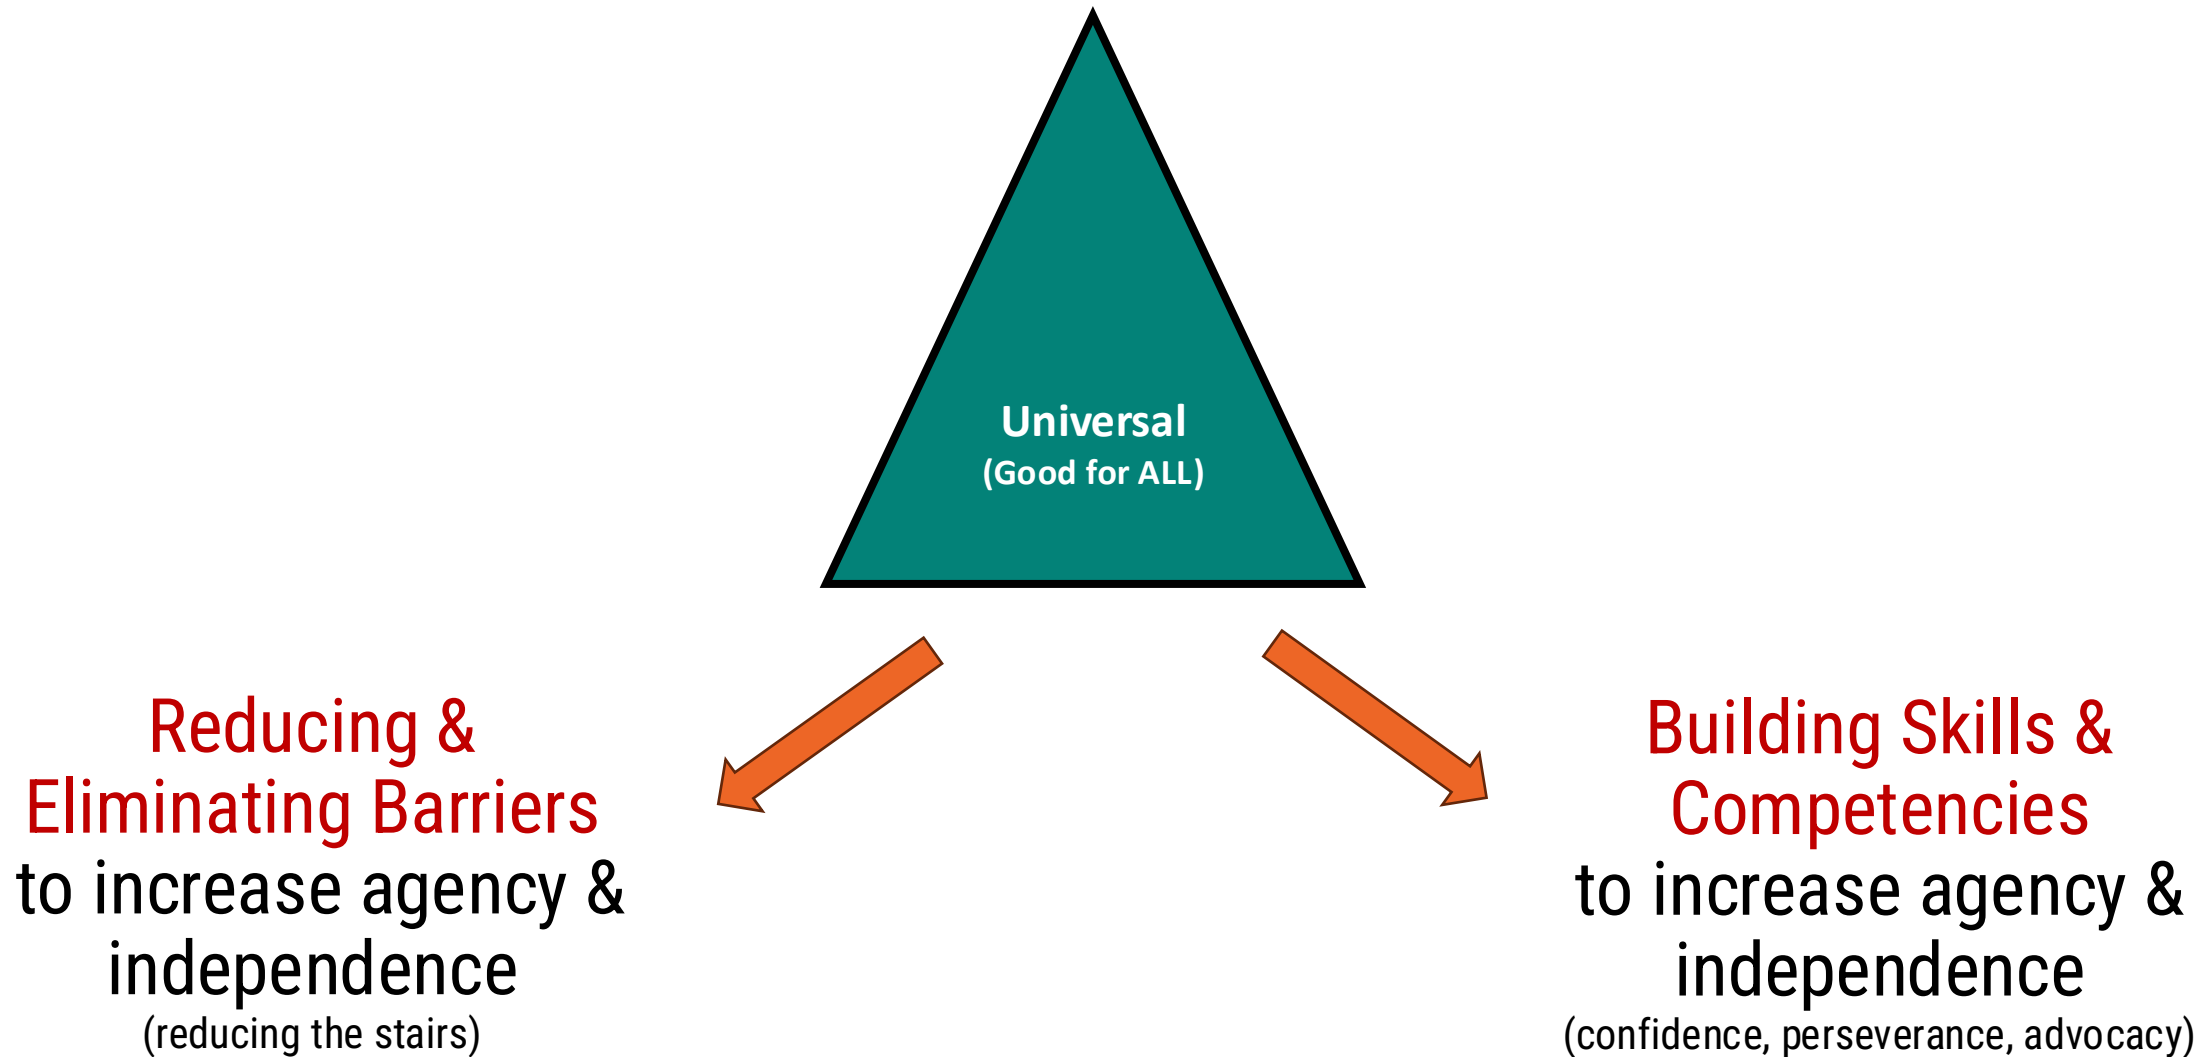 Universal
(Good for ALL)
Reducing &
Eliminating Barriers
to increase agency &
independence
(reducing the stairs)
Building Skills &
Competencies
to increase agency &
independence
(confidence, perseverance, advocacy)